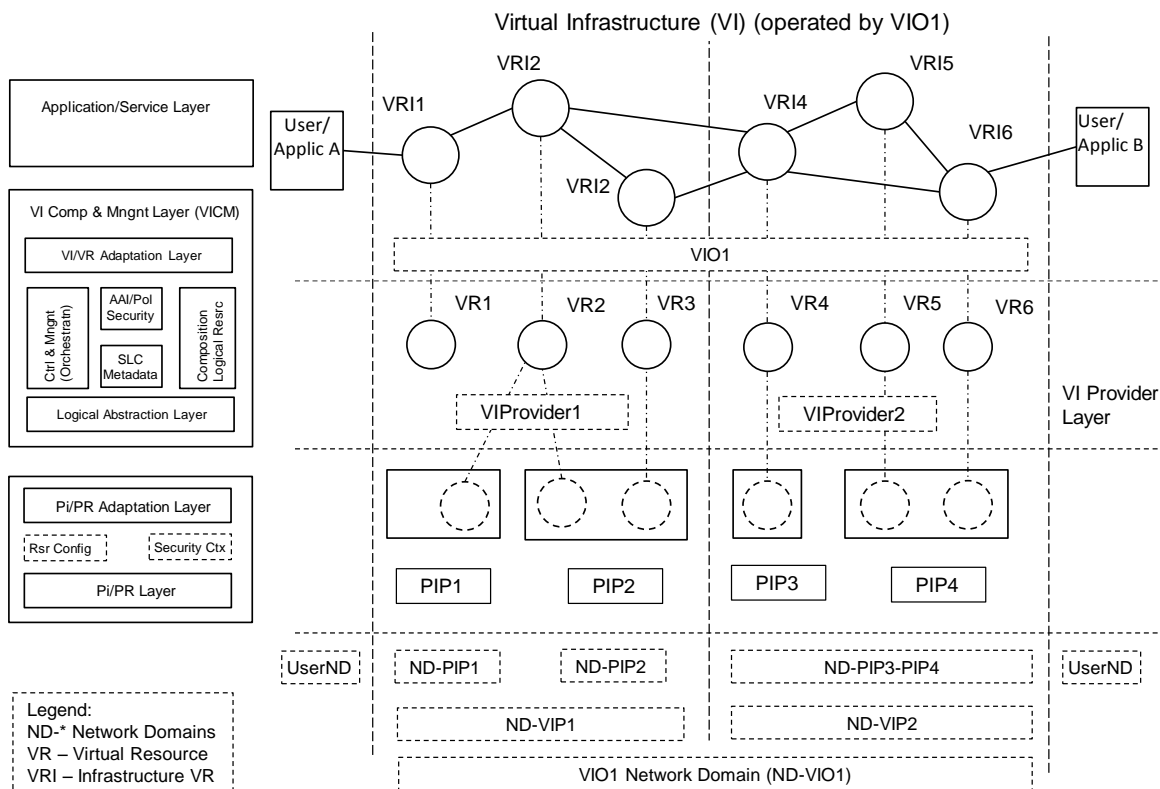 Virtual Infrastructure (VI) (operated by VIO1)
Application/Service Layer
User/
Applic A
VRI1
VRI2
VRI2
VRI4
VRI5
VRI6
User/
Applic B
VIO1
VI Comp & Mngnt Layer (VICM)
VI/VR Adaptation Layer
Ctrl & Mngnt
(Orchestratn)
AAI/Pol
Security
SLC
Metadata
Composition
Logical Resrc
Logical Abstraction Layer
VR1
VR2
VR3
VR4
VR5
VR6
VIProvider1
VIProvider2
VI Provider
Layer
Pi/PR Adaptation Layer
Rsr Config
Security Ctx
Pi/PR Layer
PIP1
PIP2
PIP3
PIP4
UserND
ND-PIP1
ND-PIP2
ND-PIP3-PIP4
UserND
ND-VIP1
ND-VIP2
VIO1 Network Domain (ND-VIO1)
Legend:
ND-* Network Domains
VR – Virtual Resource
VRI – Infrastructure VR